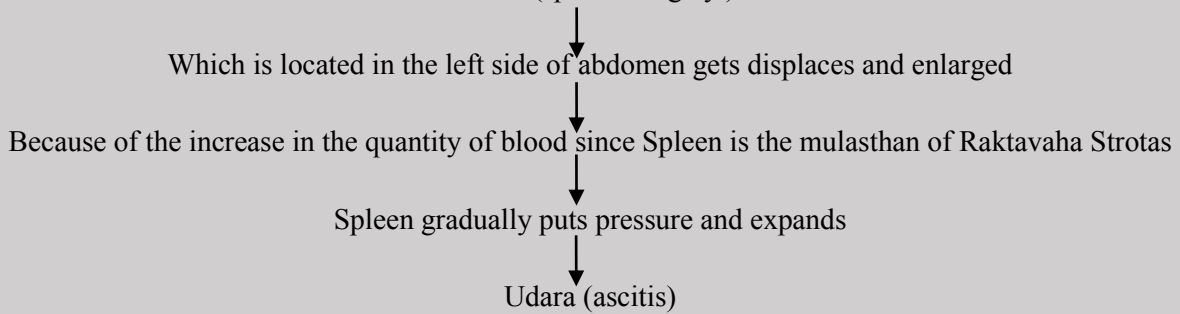 Which is located in the left side of abdomen gets displaces and enlarged
Because of the increase in the quantity of blood since Spleen is the mulasthan of Raktavaha Strotas
Spleen gradually puts pressure and expands
Udara (ascitis)